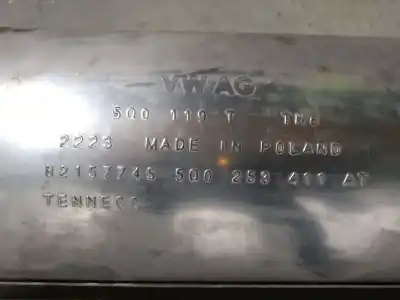 VWAG
5Q0 119 T TNE
2223 MADE IN POLAND
82157745 5Q0 253 411 AT
TENNECO